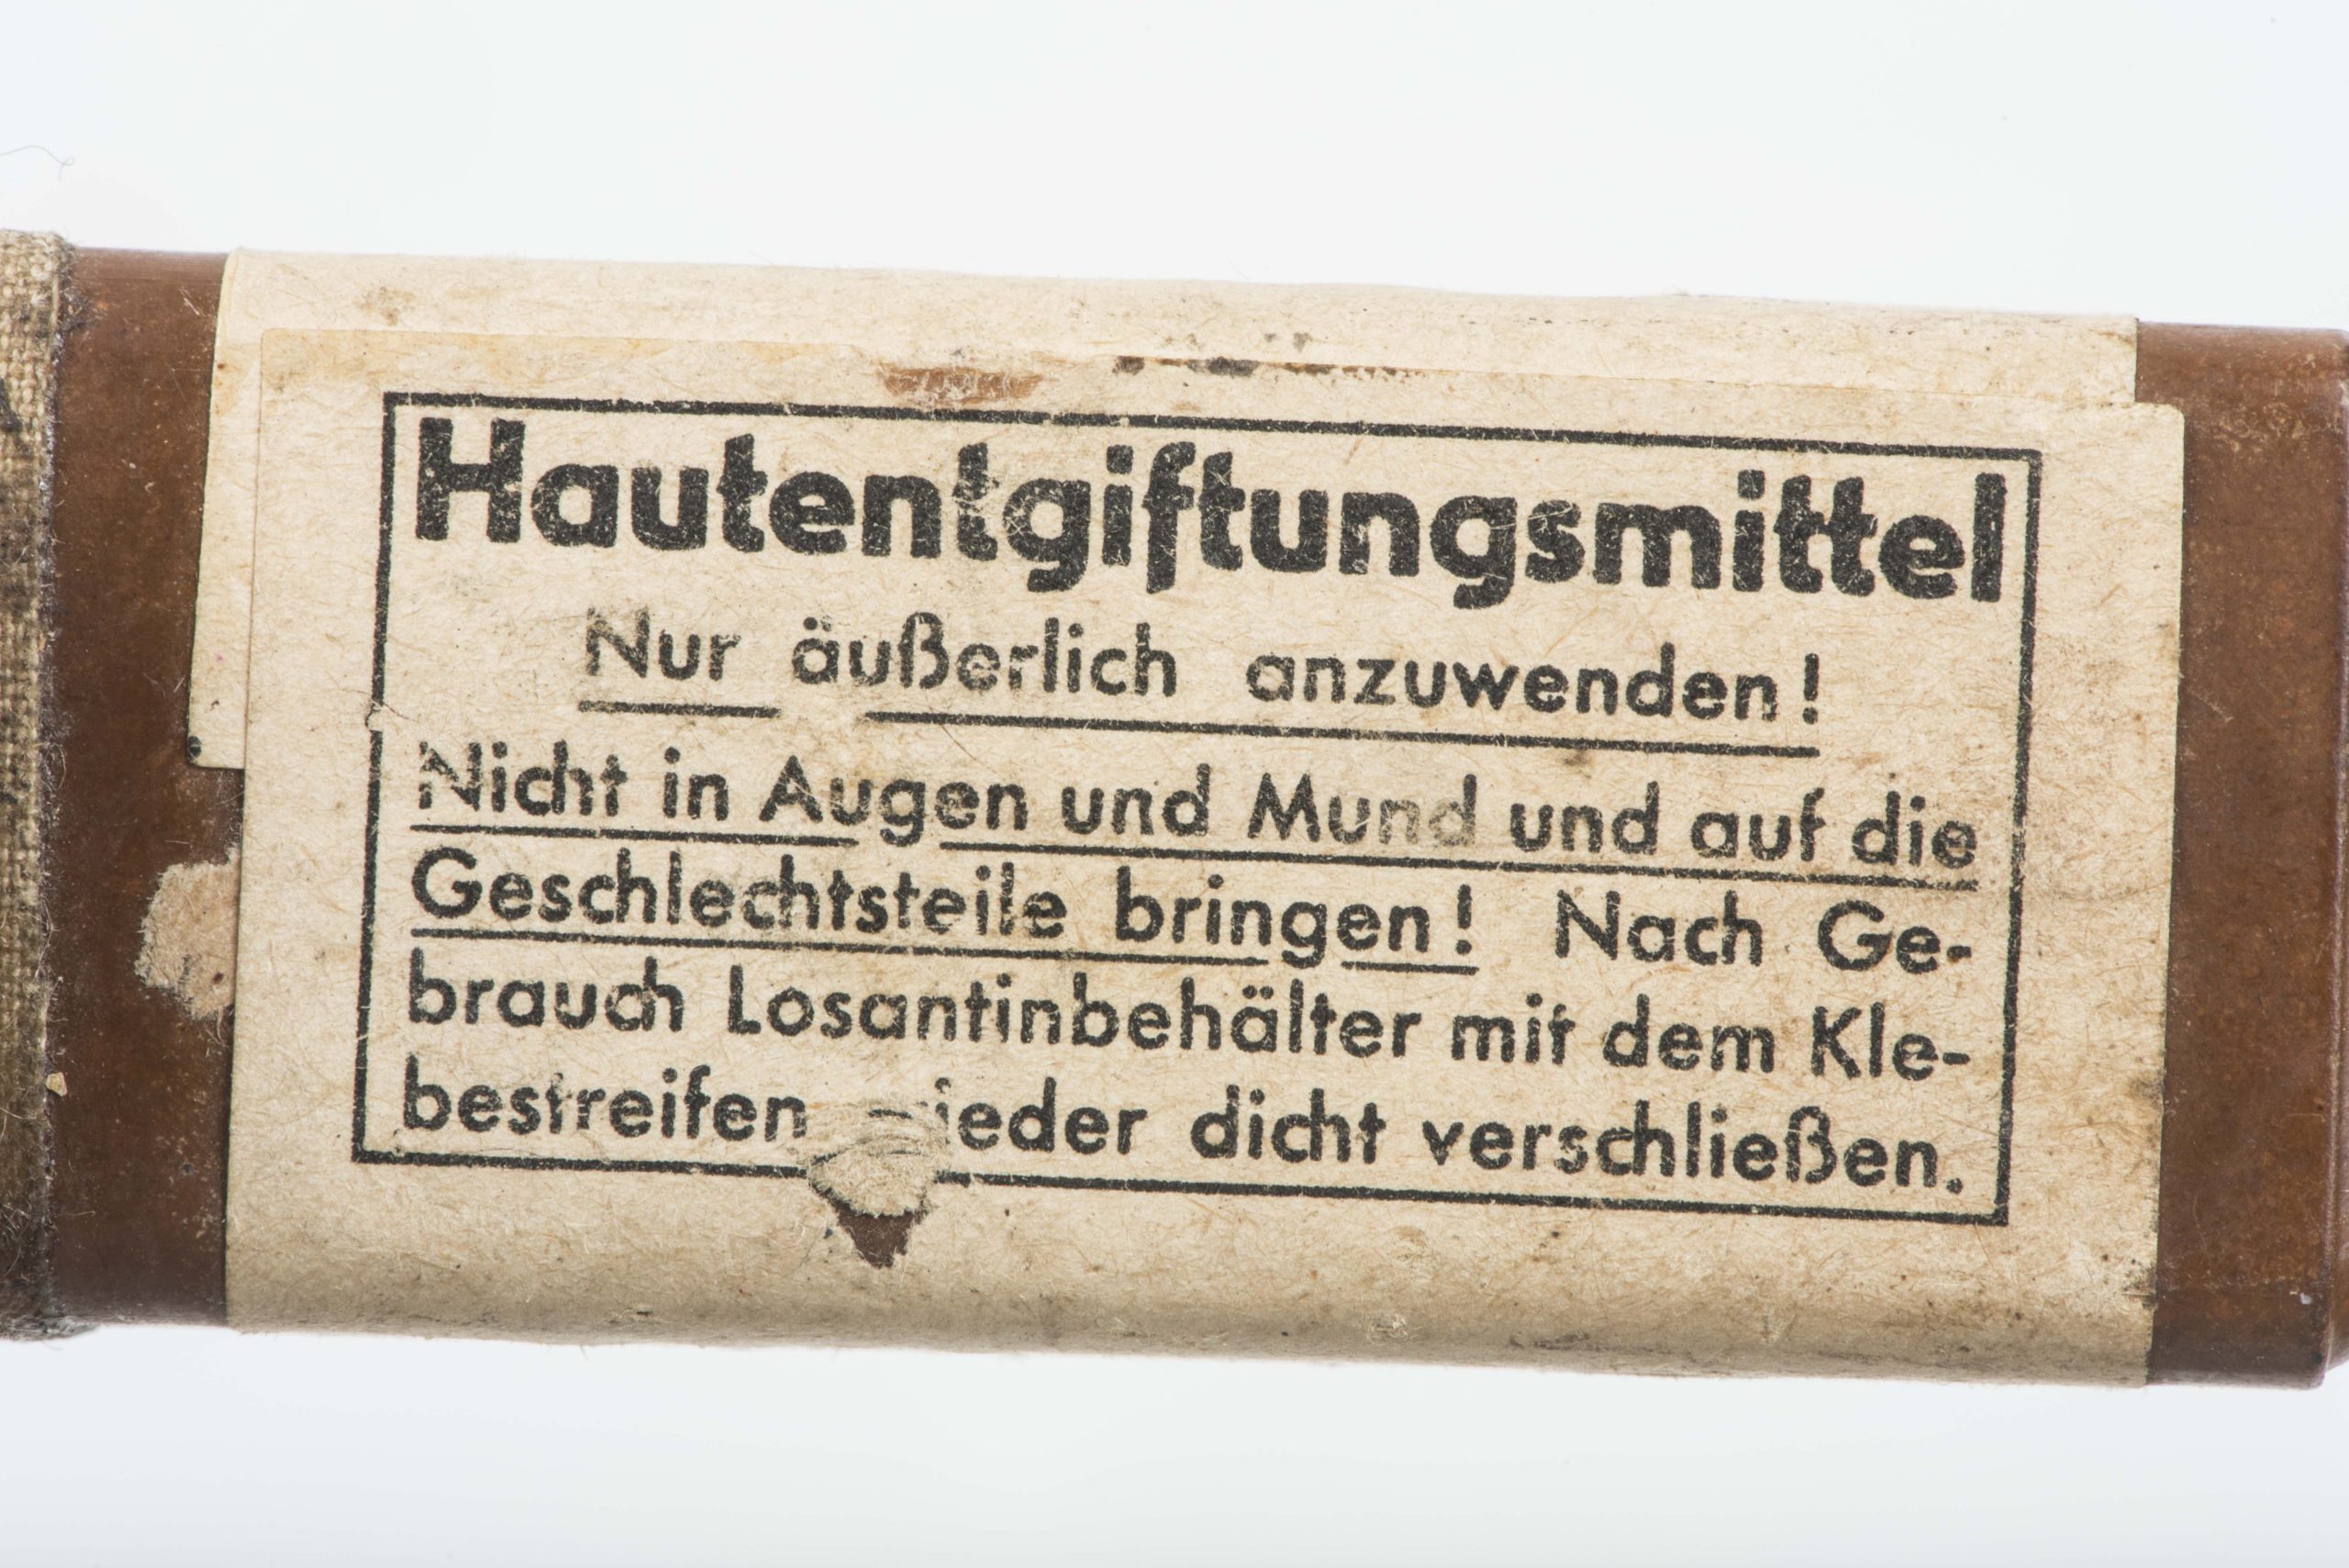 Hautentgiftungsmittel
Nur äußerlich anzuwenden!
Nicht in Augen und Mund und auf die
Geschlechtsteile bringen! Nach Ge-
brauch Losantinbehälter mit dem Kle-
bestreifen wieder dicht verschließen.